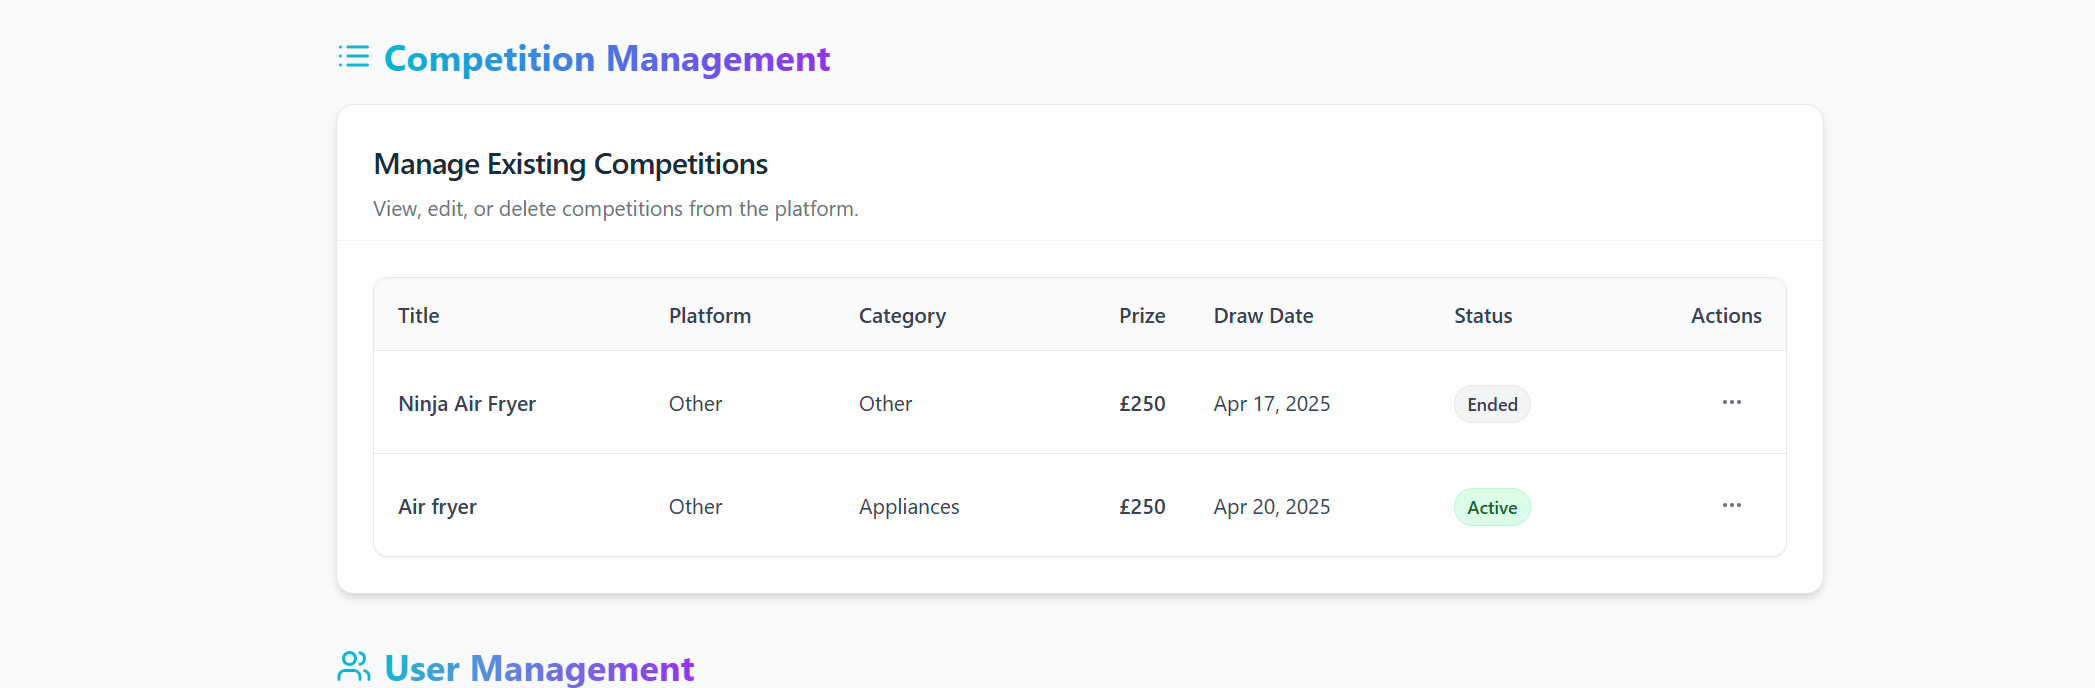 Competition Management
Manage Existing Competitions
View, edit, or delete competitions from the platform.
Title Platform Category Prize Draw Date Status Actions
Ninja Air Fryer Other Other £250 Apr 17, 2025 Ended ...
Air fryer Other Appliances £250 Apr 20, 2025 Active ...
User Management